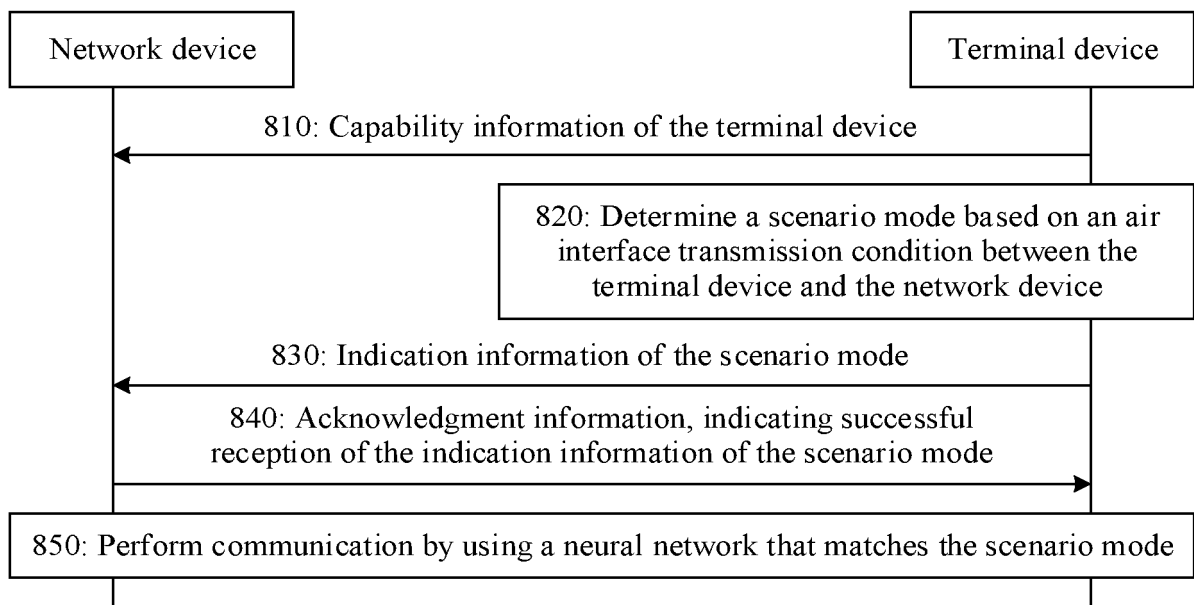 Network device
Terminal device
810: Capability information of the terminal device
820: Determine a scenario mode based on an air
interface transmission condition between the
terminal device and the network device
830: Indication information of the scenario mode
840: Acknowledgment information, indicating successful
reception of the indication information of the scenario mode
850: Perform communication by using a neural network that matches the scenario mode